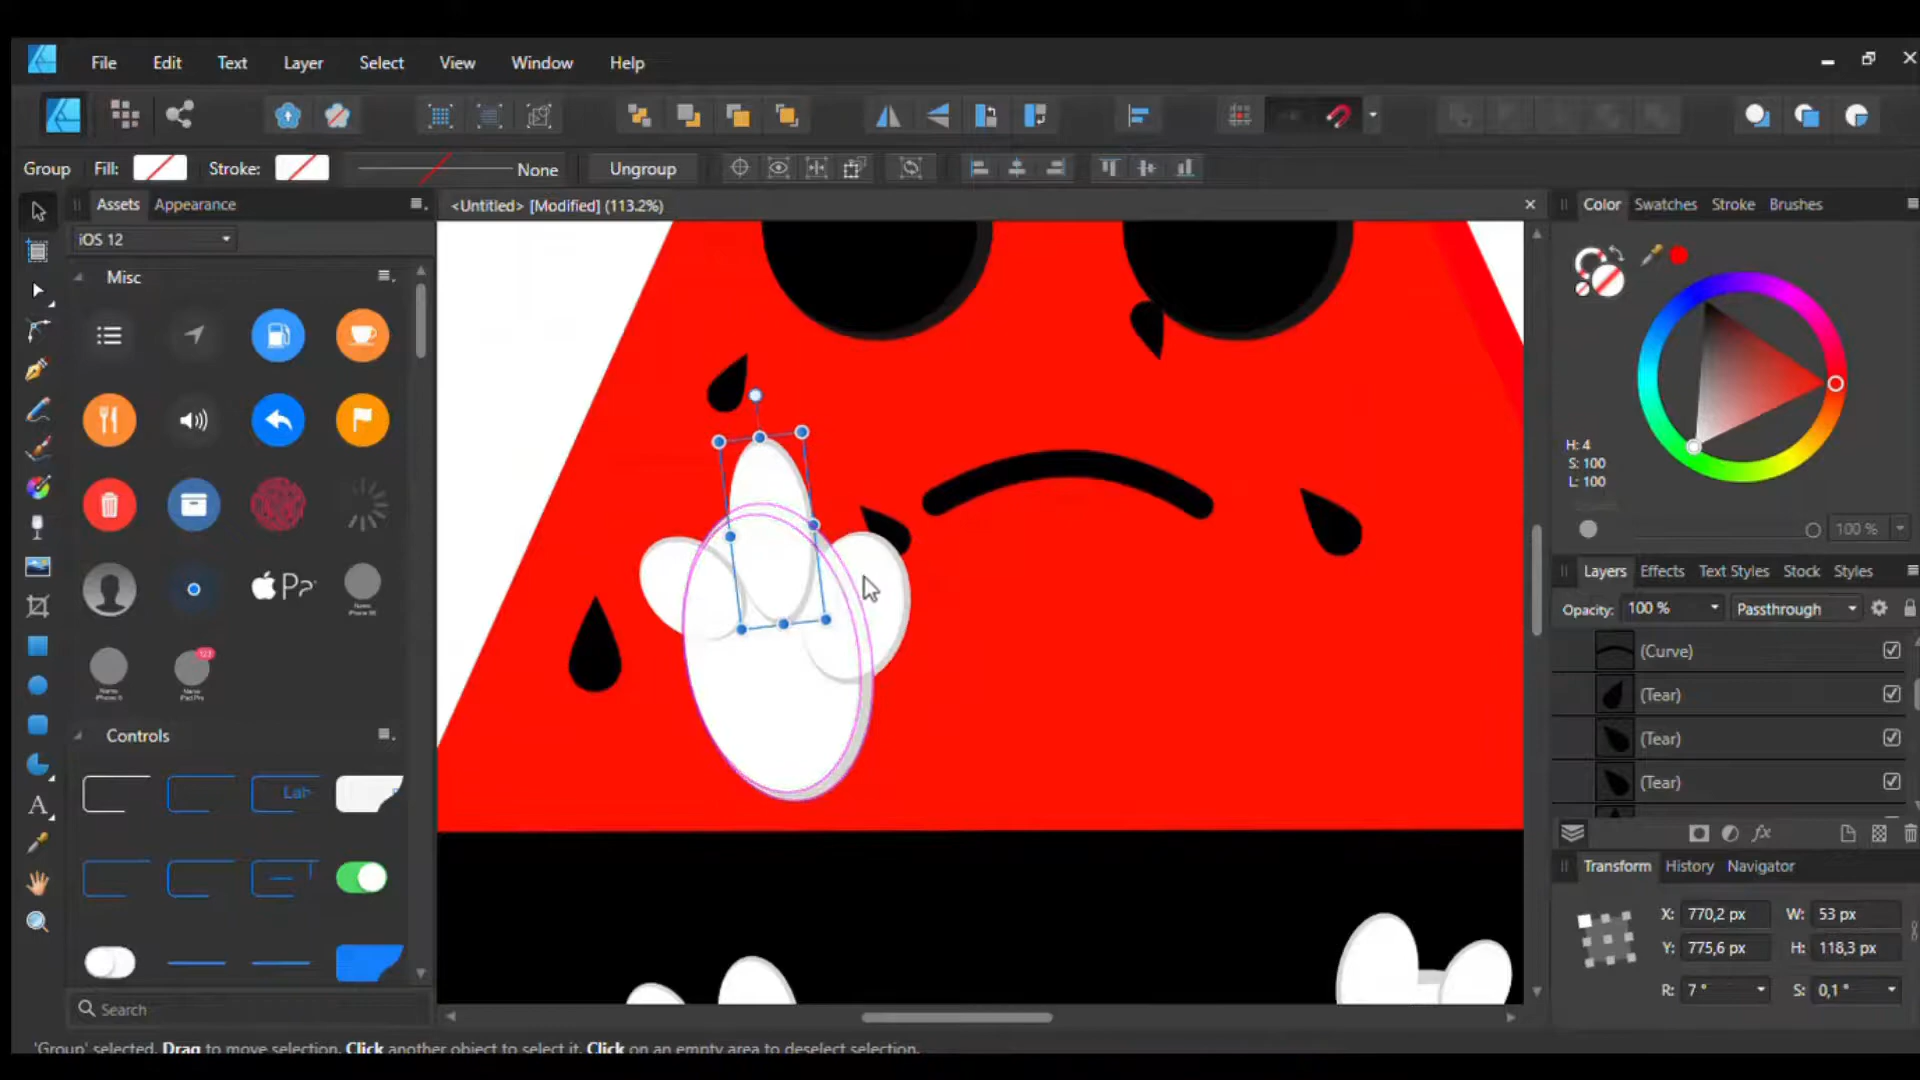 File Edit Text Layer Select View Window Help
Group Fill: Stroke: None Ungroup
Assets Appearance
<Untitled> [Modified] (113.2%)
Color Swatches Stroke Brushes
iOS 12
Misc
H: 4
S: 100
L: 100
100 %
Layers Effects Text Styles Stock Styles
Opacity: 100 % Passthrough
(Curve)
(Tear)
(Tear)
(Tear)
123
Controls
Lab
Transform History Navigator
X: 770,2 px W: 53 px
Y: 775,6 px H: 118,3 px
R: 7 ° S: 0,1 °
Search
'Group' selected. Drag to move selection. Click another object to select it. Click on an empty area to deselect selection.